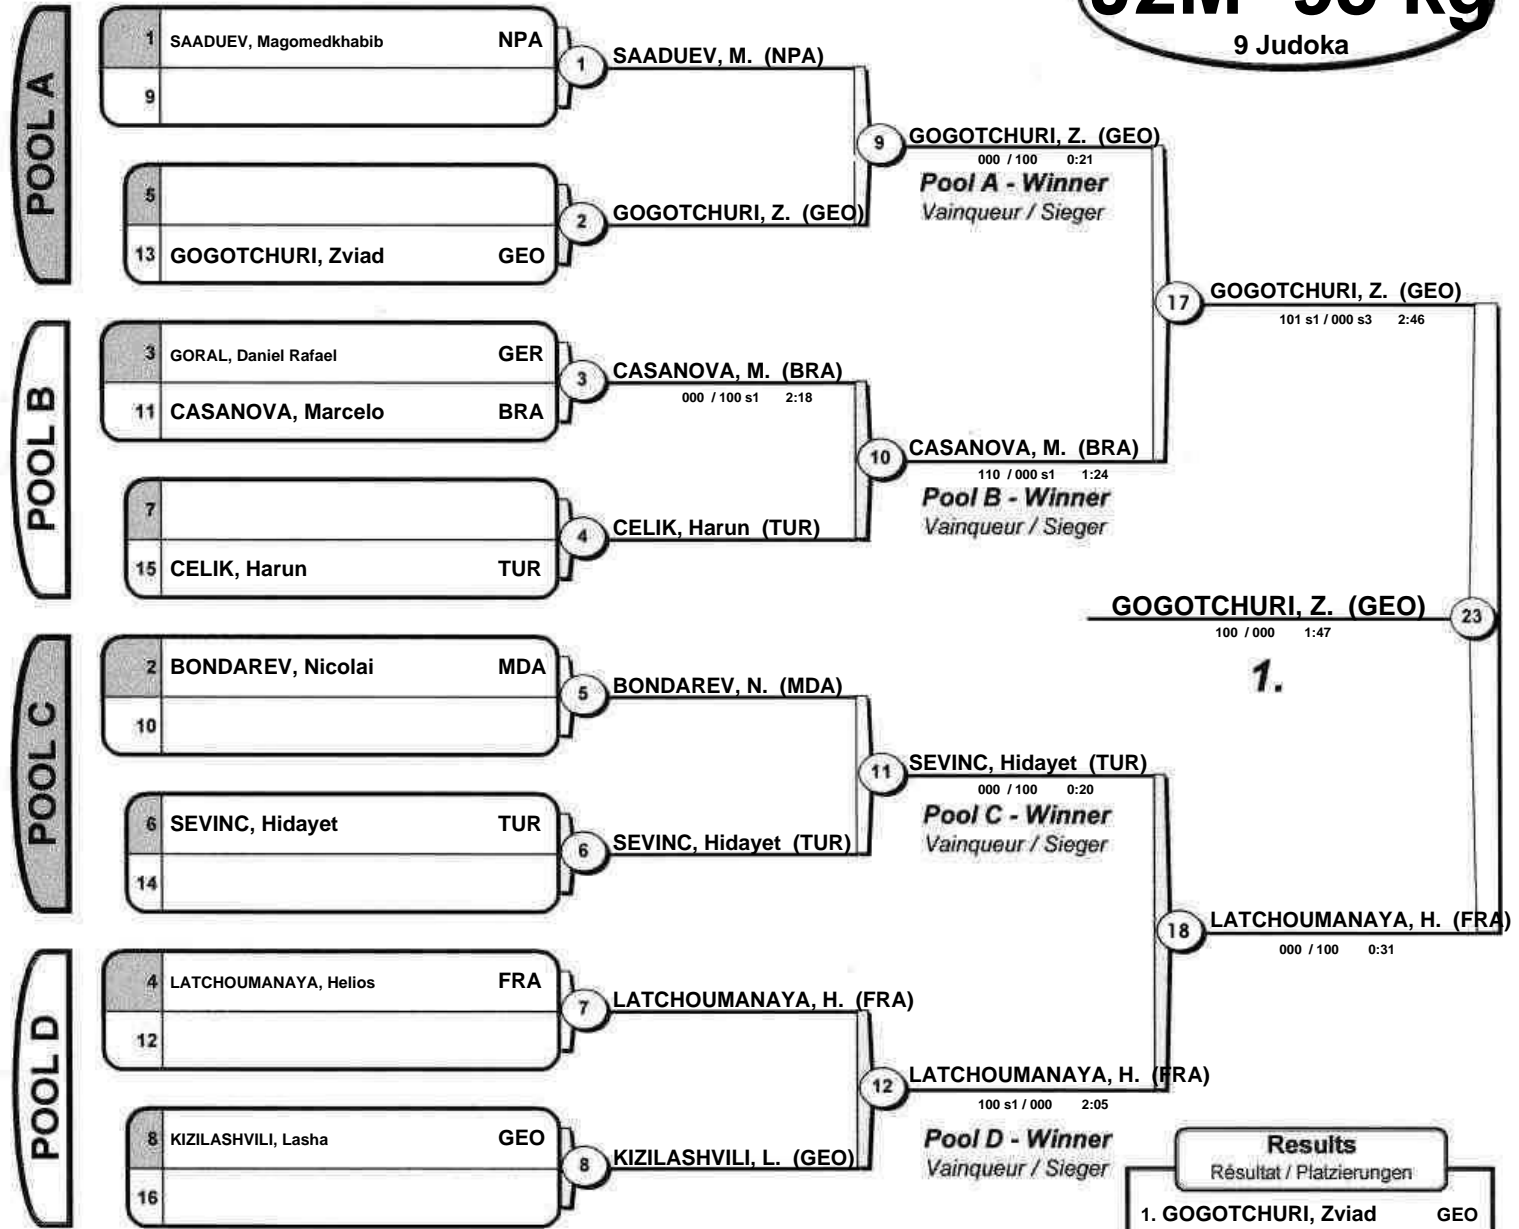 J2M -90 kg
9 Judoka
POOL A
1 SAADUEV, Magomedkhabib NPA
9
1 SAADUEV, M. (NPA)
5
13 GOGOTCHURI, Zviad GEO
2 GOGOTCHURI, Z. (GEO)
9 GOGOTCHURI, Z. (GEO)
000 / 100 0:21
Pool A - Winner
Vainqueur / Sieger
17 GOGOTCHURI, Z. (GEO)
101 s1 / 000 s3 2:46
POOL B
3 GORAL, Daniel Rafael GER
11 CASANOVA, Marcelo BRA
3 CASANOVA, M. (BRA)
000 / 100 s1 2:18
7
15 CELIK, Harun TUR
4 CELIK, Harun (TUR)
10 CASANOVA, M. (BRA)
110 / 000 s1 1:24
Pool B - Winner
Vainqueur / Sieger
GOGOTCHURI, Z. (GEO) 23
100 / 000 1:47
1.
POOL C
2 BONDAREV, Nicolai MDA
10
5 BONDAREV, N. (MDA)
6 SEVINC, Hidayet TUR
14
6 SEVINC, Hidayet (TUR)
11 SEVINC, Hidayet (TUR)
000 / 100 0:20
Pool C - Winner
Vainqueur / Sieger
18 LATCHOUMANAYA, H. (FRA)
000 / 100 0:31
POOL D
4 LATCHOUMANAYA, Helios FRA
12
7 LATCHOUMANAYA, H. (FRA)
8 KIZILASHVILI, Lasha GEO
16
8 KIZILASHVILI, L. (GEO)
12 LATCHOUMANAYA, H. (FRA)
100 s1 / 000 2:05
Pool D - Winner
Vainqueur / Sieger
Results
Résultat / Platzierungen
1. GOGOTCHURI, Zviad GEO